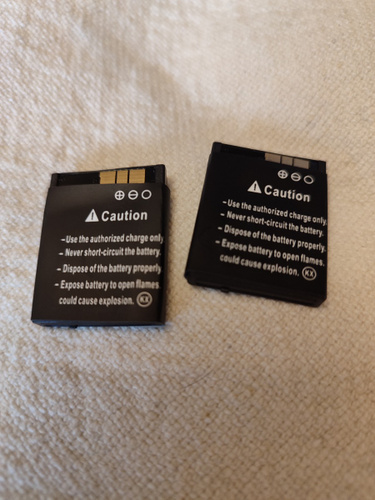 ⊕⊖○
⚠ Caution
- Use the authorized charge only.
- Never short-circuit the battery.
- Dispose of the battery properly.
- Expose battery to open flames.
could cause explosion. KX
⊕⊖○
⚠ Caution
- Use the authorized charge only.
- Never short-circuit the battery.
- Dispose of the battery properly.
- Expose battery to open flames.
could cause explosion. KX